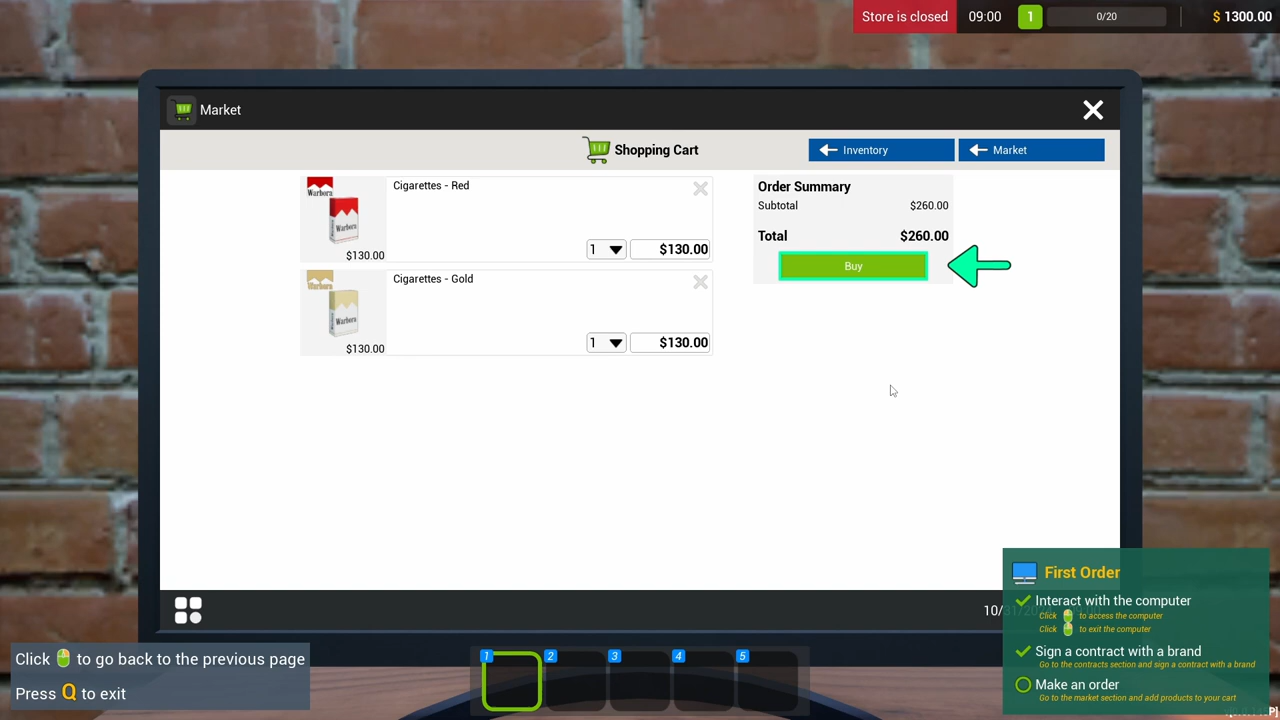 Store is closed 09:00 1 0/20 $ 1300.00
Market
Shopping Cart
Inventory
Market
Warbora
Warbora
$130.00
Cigarettes - Red
1 $130.00
Warbora
Warbora
$130.00
Cigarettes - Gold
1 $130.00
Order Summary
Subtotal $260.00
Total $260.00
Buy
First Order
Interact with the computer
Click to access the computer
Click to exit the computer
Sign a contract with a brand
Go to the contracts section and sign a contract with a brand
Make an order
Go to the market section and add products to your cart
Click to go back to the previous page
Press Q to exit
1 2 3 4 5